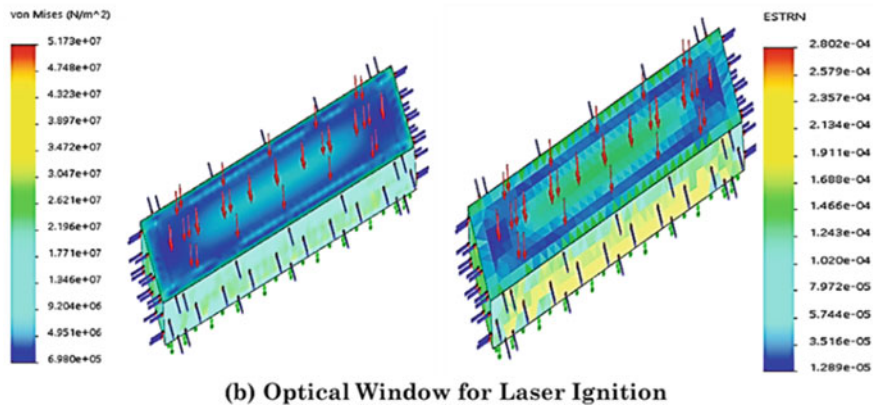 von Mises (N/m^2)
5.173e+07
4.748e+07
4.323e+07
3.897e+07
3.472e+07
3.047e+07
2.621e+07
2.196e+07
1.771e+07
1.346e+07
9.204e+06
4.951e+06
6.980e+05
ESTRN
2.802e-04
2.579e-04
2.357e-04
2.134e-04
1.911e-04
1.688e-04
1.466e-04
1.243e-04
1.020e-04
7.972e-05
5.744e-05
3.516e-05
1.289e-05
(b) Optical Window for Laser Ignition